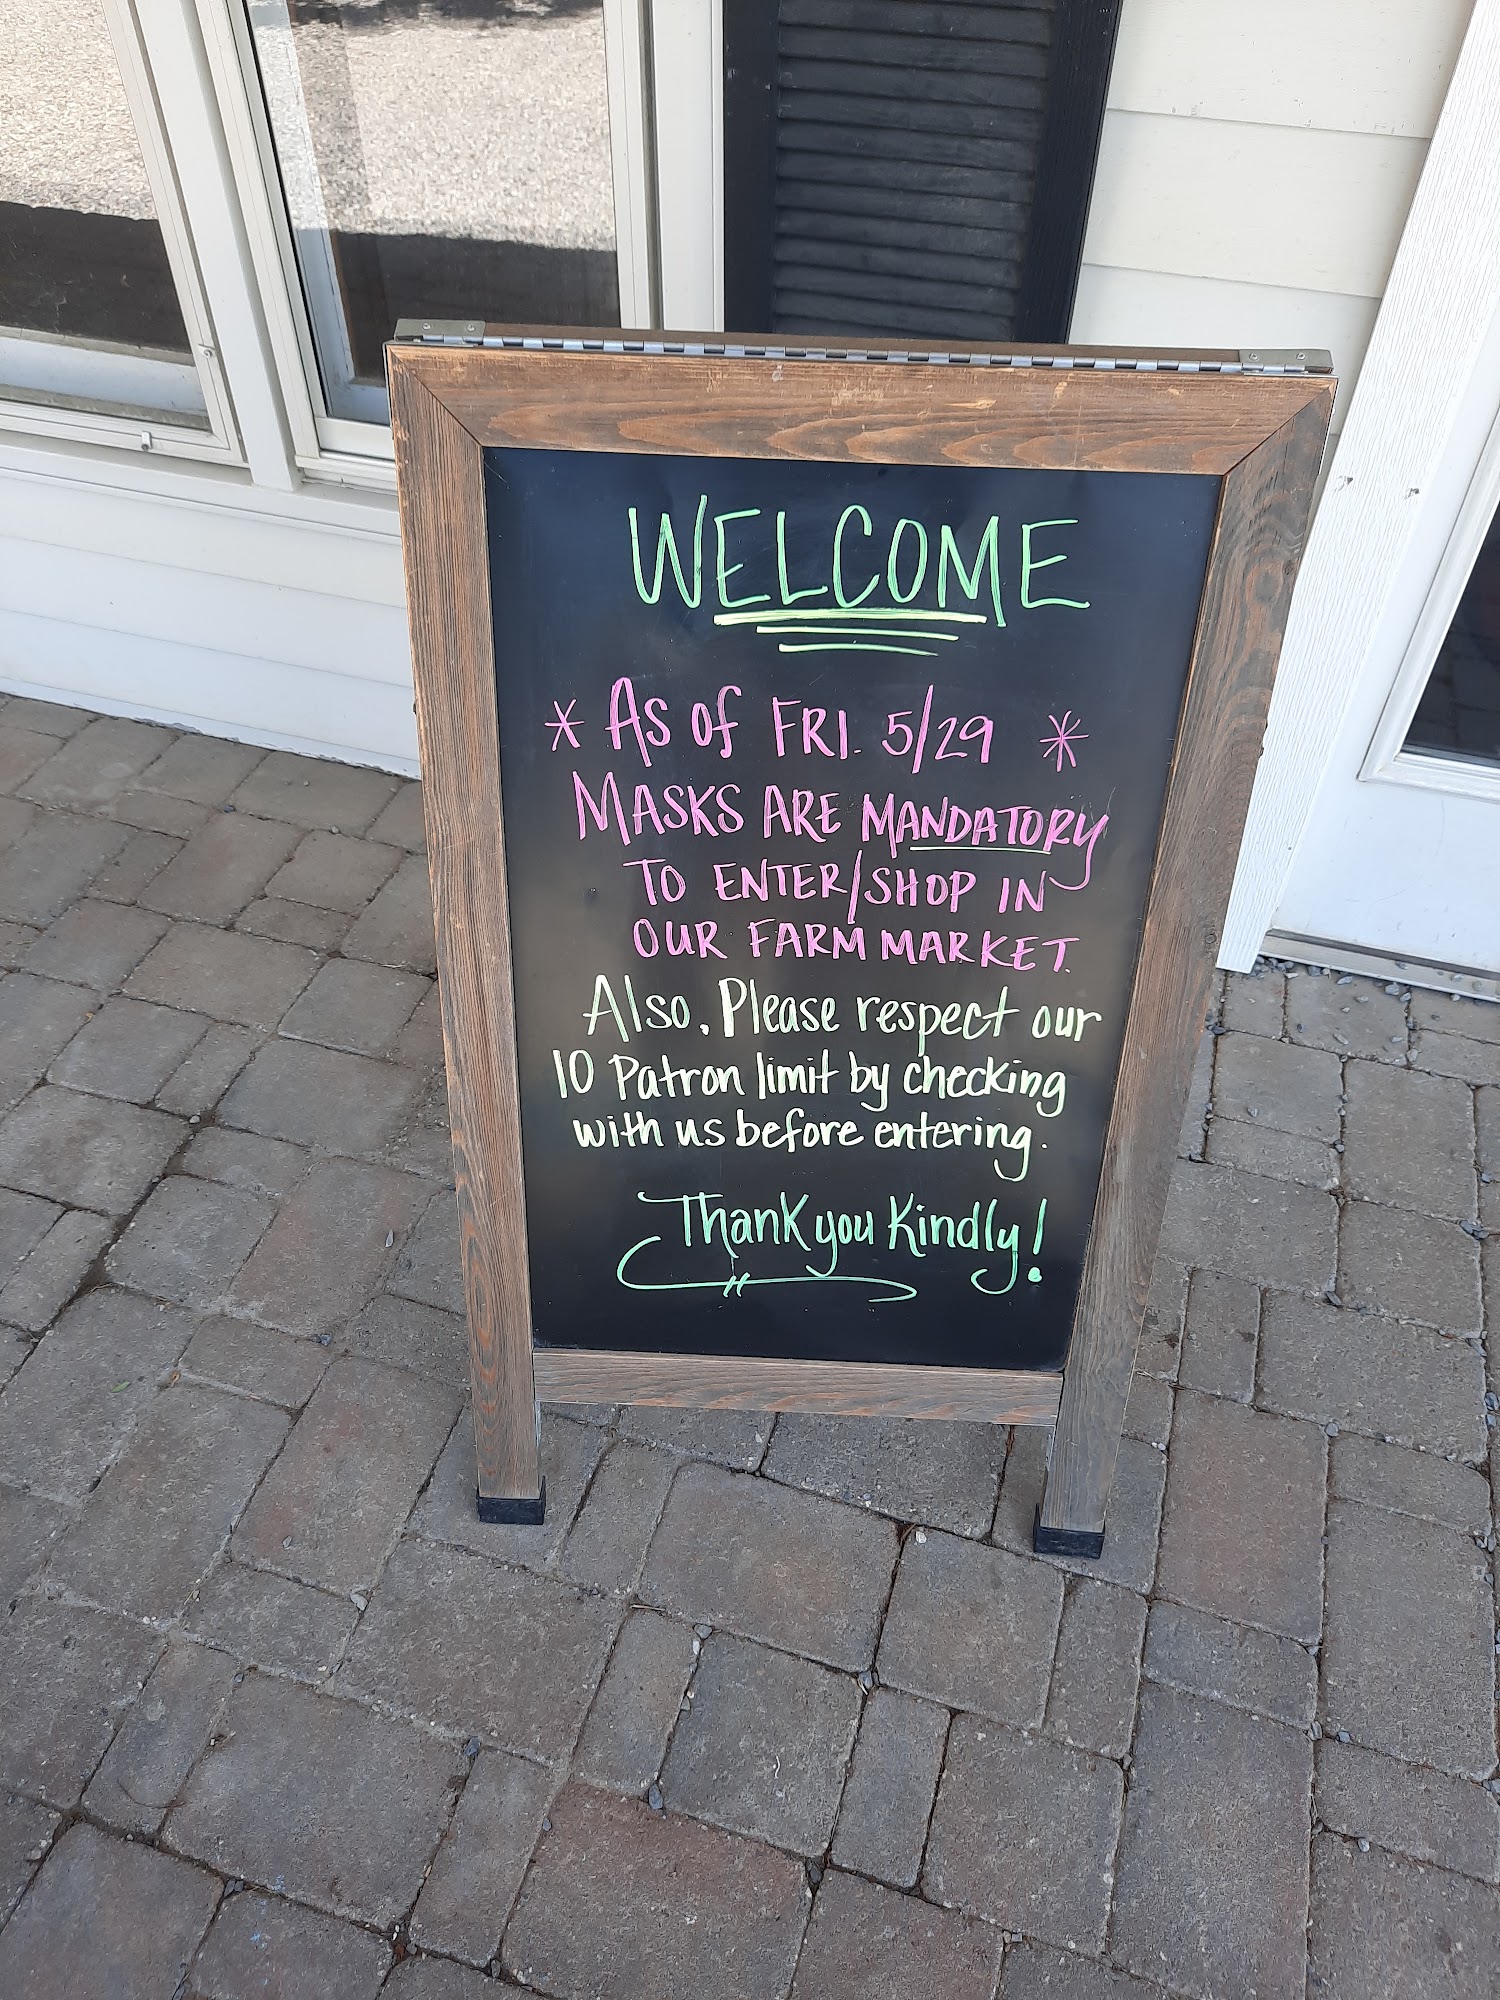 WELCOME
* As of FRI. 5/29 *
MASKS ARE MANDATORY
TO ENTER/SHOP IN
OUR FARM MARKET.
Also, Please respect our
10 Patron limit by checking
with us before entering.
Thank you Kindly!